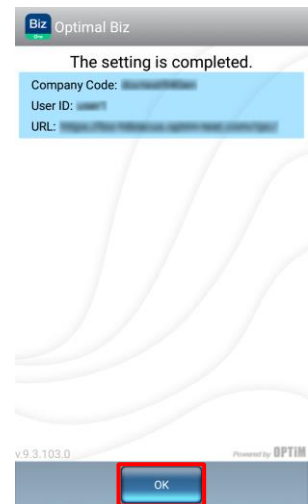 Biz
Optimal Biz
The setting is completed.
Company Code:
User ID:
URL:
v.9.3.103.0
Powered by OPTiM
OK